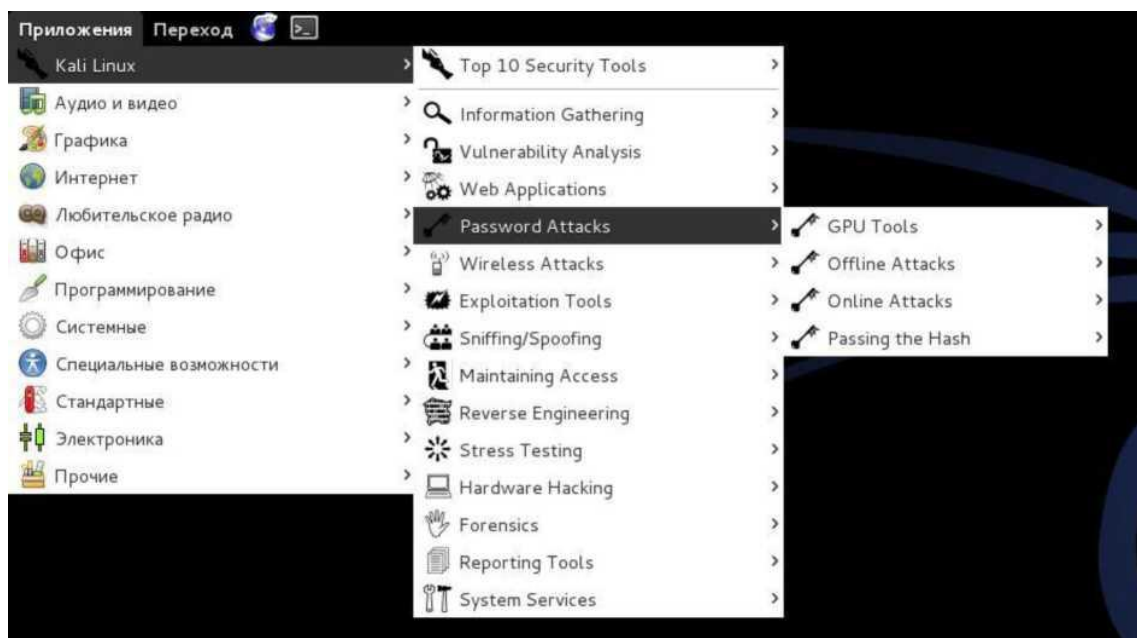 Приложения Переход
Kali Linux
Аудио и видео
Графика
Интернет
Любительское радио
Офис
Программирование
Системные
Специальные возможности
Стандартные
Электроника
Прочие
Top 10 Security Tools
Information Gathering
Vulnerability Analysis
Web Applications
Password Attacks
Wireless Attacks
Exploitation Tools
Sniffing/Spoofing
Maintaining Access
Reverse Engineering
Stress Testing
Hardware Hacking
Forensics
Reporting Tools
System Services
GPU Tools
Offline Attacks
Online Attacks
Passing the Hash